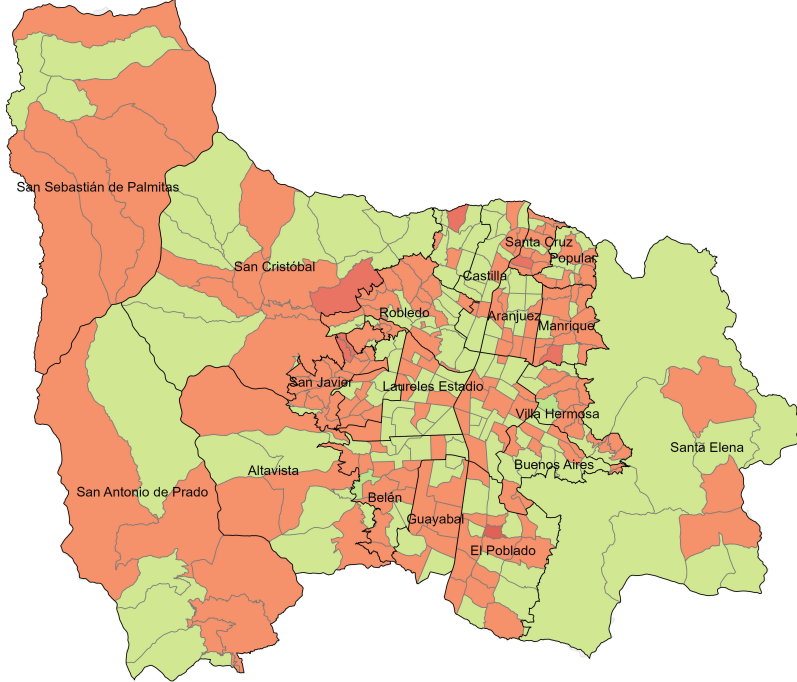 San Sebastián de Palmitas
Santa Cruz
Popular
San Cristóbal
Castilla
Robledo
Aranjuez
Manrique
San Javier
Laureles Estadio
Villa Hermosa
Santa Elena
Altavista
Buenos Aires
San Antonio de Prado
Belén
Guayabal
El Poblado